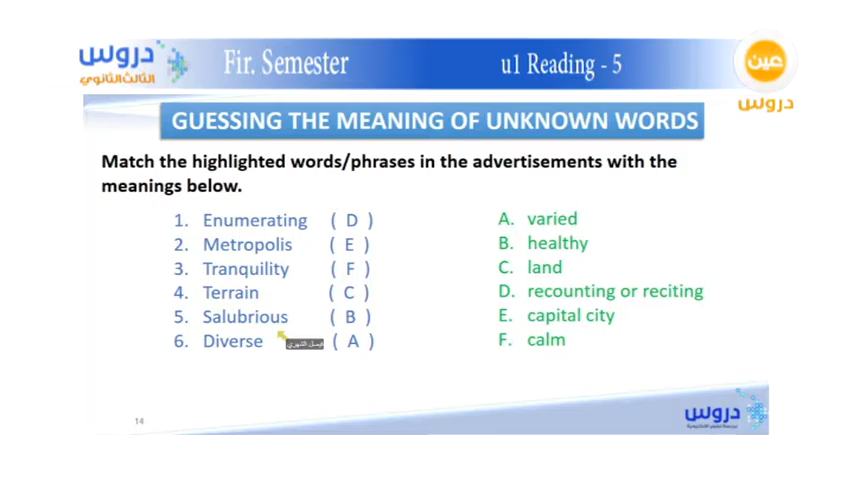 دروس
الثالث الثانوي
Fir. Semester
u1 Reading - 5
عين
دروس
GUESSING THE MEANING OF UNKNOWN WORDS
Match the highlighted words/phrases in the advertisements with the
meanings below.
1. Enumerating ( D )
2. Metropolis ( E )
3. Tranquility ( F )
4. Terrain ( C )
5. Salubrious ( B )
6. Diverse ( A )
A. varied
B. healthy
C. land
D. recounting or reciting
E. capital city
F. calm
14
دروس